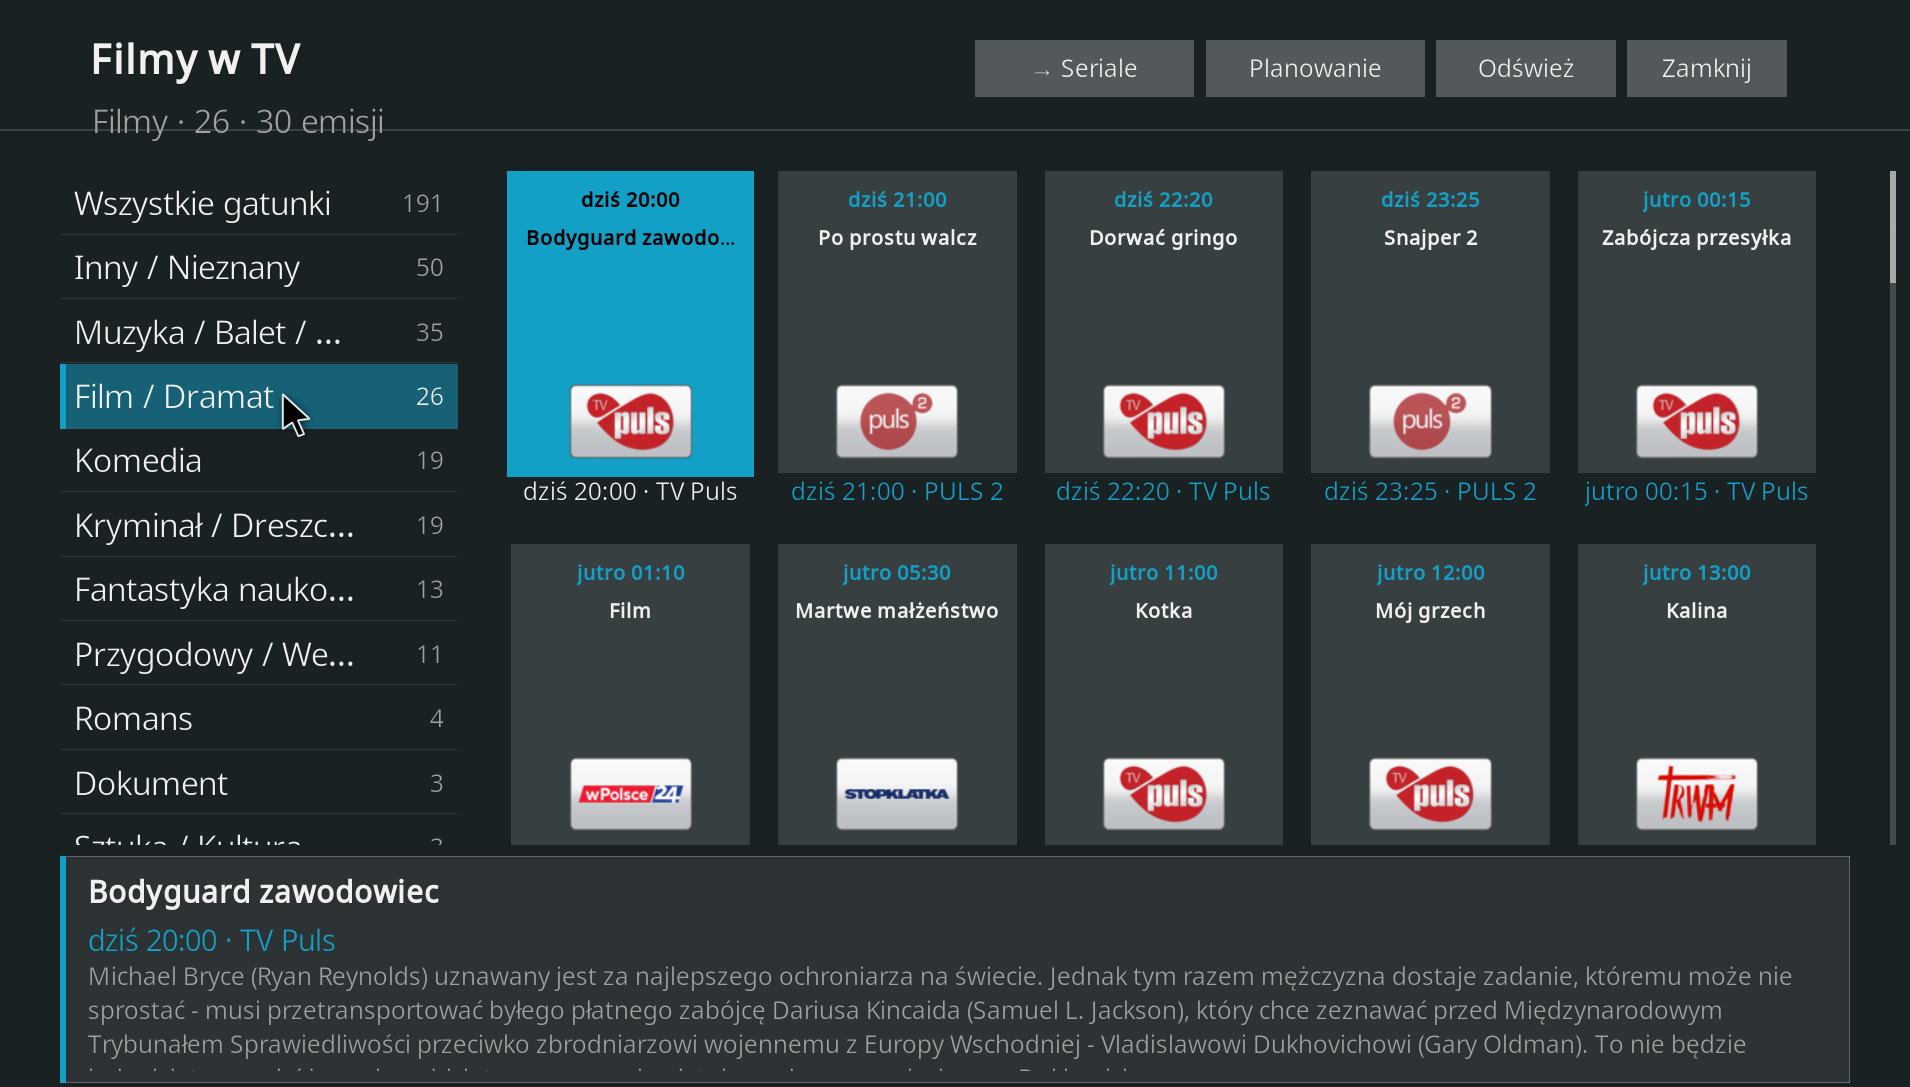 Filmy w TV
→ Seriale
Planowanie
Odśwież
Zamknij
Filmy · 26 · 30 emisji
Wszystkie gatunki 191
Inny / Nieznany 50
Muzyka / Balet / ... 35
Film / Dramat 26
Komedia 19
Kryminał / Dreszc... 19
Fantastyka nauko... 13
Przygodowy / We... 11
Romans 4
Dokument 3
Sztuka / Kultura 3
dziś 20:00
Bodyguard zawodo...
TV puls
dziś 20:00 · TV Puls
dziś 21:00
Po prostu walcz
puls 2
dziś 21:00 · PULS 2
dziś 22:20
Dorwać gringo
TV puls
dziś 22:20 · TV Puls
dziś 23:25
Snajper 2
puls 2
dziś 23:25 · PULS 2
jutro 00:15
Zabójcza przesyłka
TV puls
jutro 00:15 · TV Puls
jutro 01:10
Film
wPolsce24
jutro 05:30
Martwe małżeństwo
STOPKLATKA
jutro 11:00
Kotka
TV puls
jutro 12:00
Mój grzech
TV puls
jutro 13:00
Kalina
TRWAM
Bodyguard zawodowiec
dziś 20:00 · TV Puls
Michael Bryce (Ryan Reynolds) uznawany jest za najlepszego ochroniarza na świecie. Jednak tym razem mężczyzna dostaje zadanie, któremu może nie
sprostać - musi przetransportować byłego płatnego zabójcę Dariusa Kincaida (Samuel L. Jackson), który chce zeznawać przed Międzynarodowym
Trybunałem Sprawiedliwości przeciwko zbrodniarzowi wojennemu z Europy Wschodniej - Vladislawowi Dukhovichowi (Gary Oldman). To nie będzie